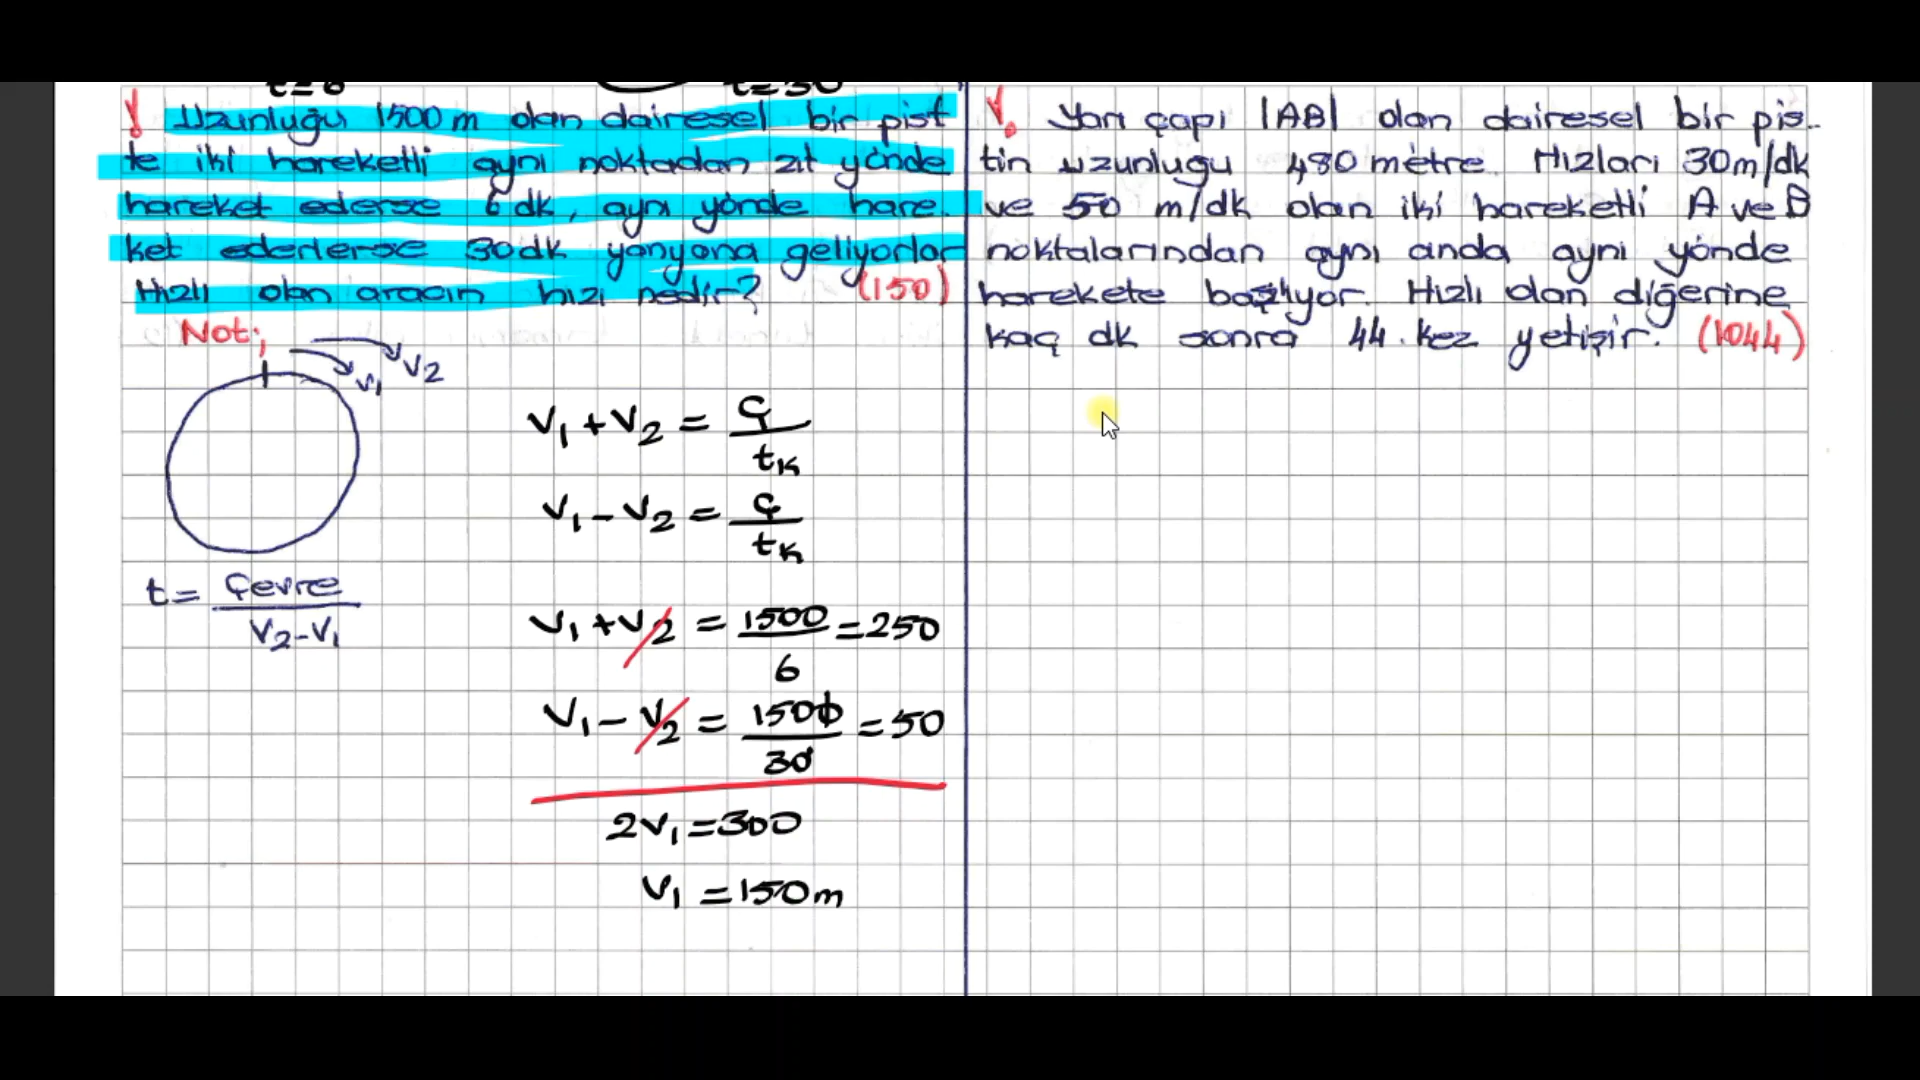 t=6
t=30
! Uzunluğu 1500 m olan dairesel bir pist
te iki hareketli aynı noktadan zıt yönde
hareket ederse 6 dk, aynı yönde hare
ket ederlerse 30 dk yanyana geliyorlar
Hızlı olan aracın hızı nedir? (150)
Not;
V1 V2
t = Çevre / V2 - V1
V1 + V2 = Ç / tk
V1 - V2 = Ç / tk
V1 + V2 = 1500 / 6 = 250
V1 - V2 = 1500 / 30 = 50
2V1 = 300
V1 = 150 m
Yarı çapı |AB| olan dairesel bir pis..
tin uzunluğu 480 metre. Hızları 30m/dk
ve 50 m/dk olan iki hareketli A ve B
noktalarından aynı anda aynı yönde
harekete başlıyor. Hızlı olan diğerine
kaç dk sonra 44. kez yetişir. (1044)